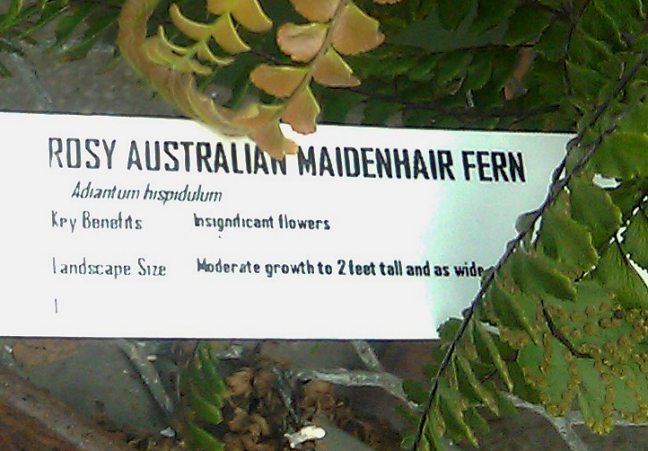 ROSY AUSTRALIAN MAIDENHAIR FERN
Adiantum hispidulum
Key Benefits Insignificant flowers
Landscape Size Moderate growth to 2 feet tall and as wide